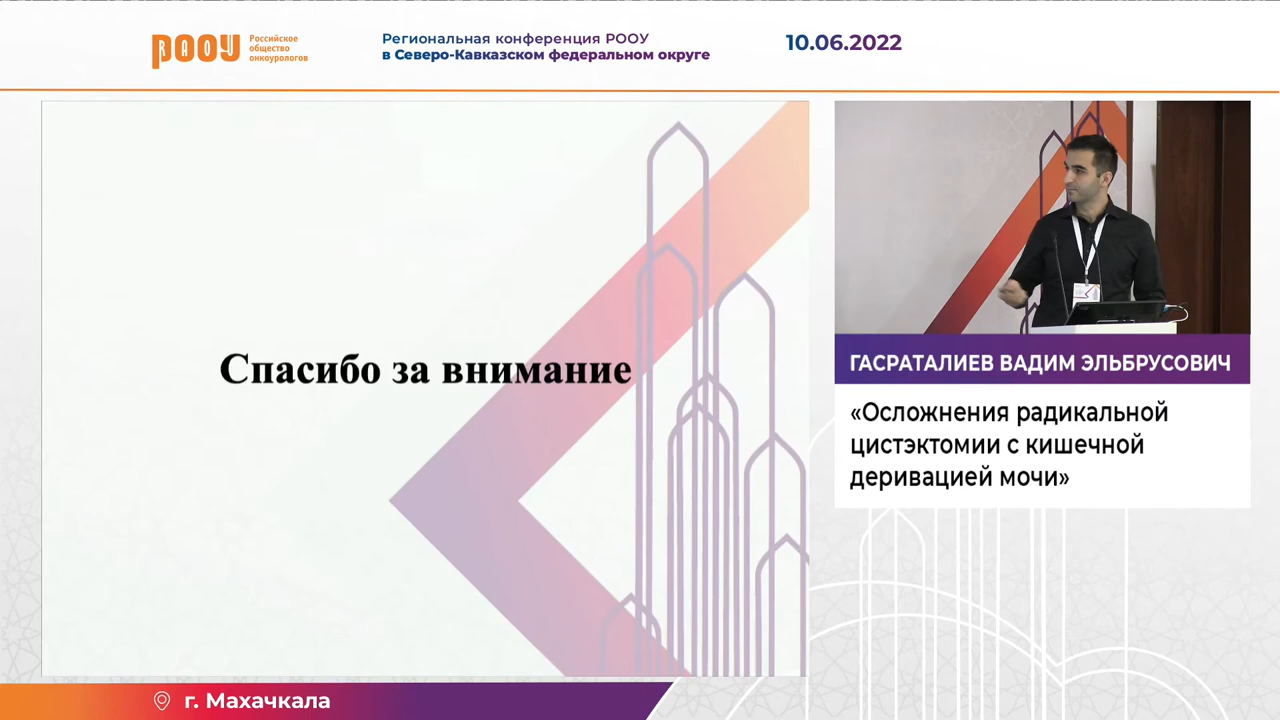 РООУ
RAOU
Российское
общество
онкоурологов
Региональная конференция РООУ
в Северо-Кавказском федеральном округе
10.06.2022
Спасибо за внимание
ГАСРАТАЛИЕВ ВАДИМ ЭЛЬБРУСОВИЧ
«Осложнения радикальной
цистэктомии с кишечной
деривацией мочи»
г. Махачкала